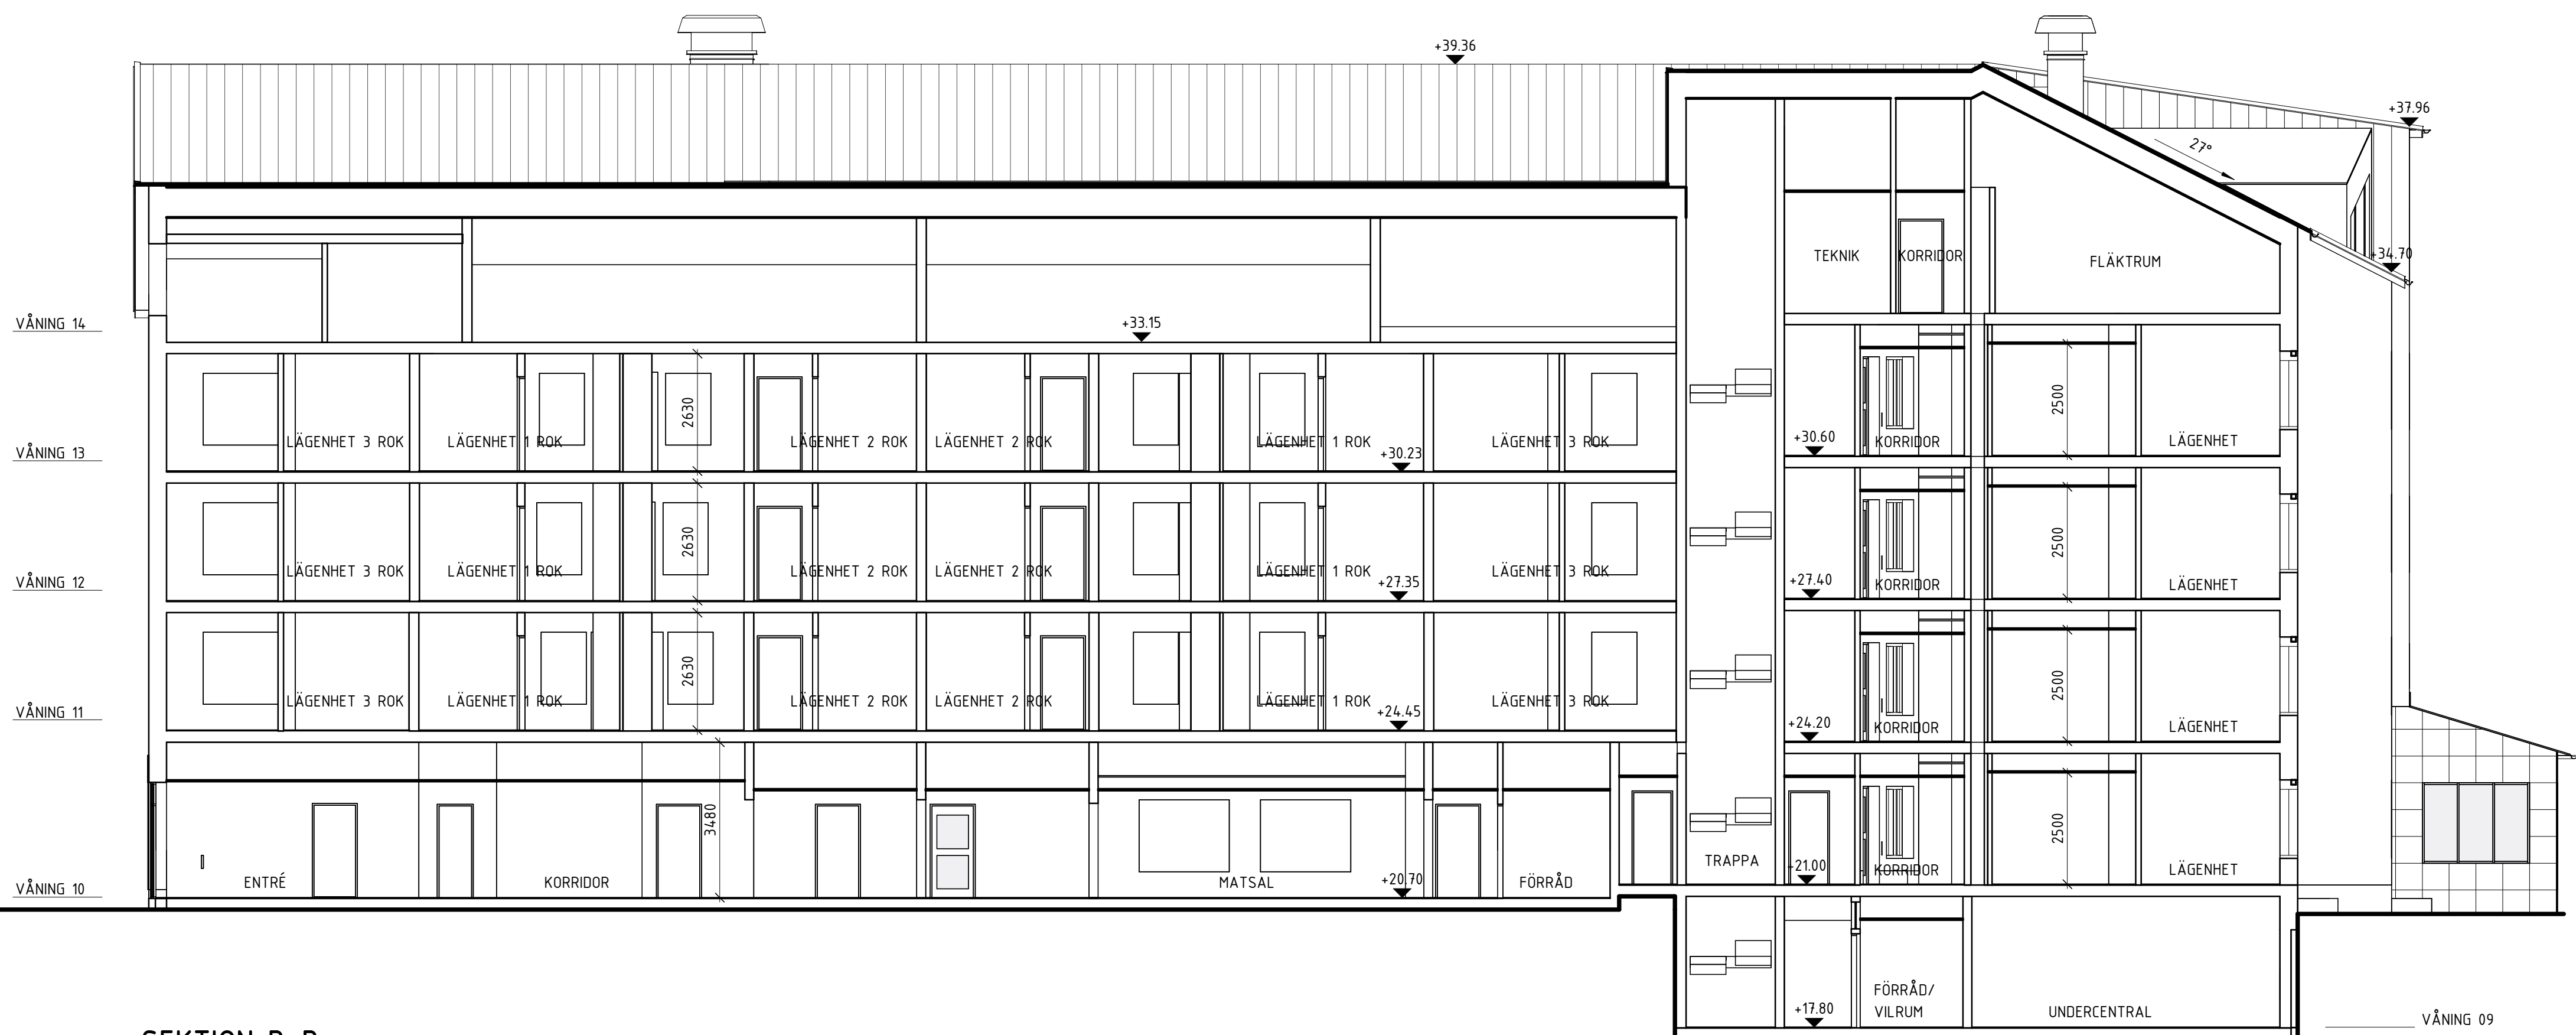 +39.36
+37.96
27°
+34.70
TEKNIK
KORRIDOR
FLÄKTRUM
VÅNING 14
+33.15
2630
2500
LÄGENHET 3 ROK
LÄGENHET 1 ROK
LÄGENHET 2 ROK
LÄGENHET 2 ROK
LÄGENHET 1 ROK
LÄGENHET 3 ROK
+30.60
KORRIDOR
LÄGENHET
VÅNING 13
+30.23
2630
2500
LÄGENHET 3 ROK
LÄGENHET 1 ROK
LÄGENHET 2 ROK
LÄGENHET 2 ROK
LÄGENHET 1 ROK
LÄGENHET 3 ROK
+27.40
KORRIDOR
LÄGENHET
VÅNING 12
+27.35
2630
2500
LÄGENHET 3 ROK
LÄGENHET 1 ROK
LÄGENHET 2 ROK
LÄGENHET 2 ROK
LÄGENHET 1 ROK
LÄGENHET 3 ROK
+24.20
KORRIDOR
LÄGENHET
VÅNING 11
+24.45
3480
2500
TRAPPA
+21.00
KORRIDOR
LÄGENHET
VÅNING 10
ENTRÉ
KORRIDOR
MATSAL
+20.70
FÖRRÅD
+17.80
FÖRRÅD/
VILRUM
UNDERCENTRAL
VÅNING 09